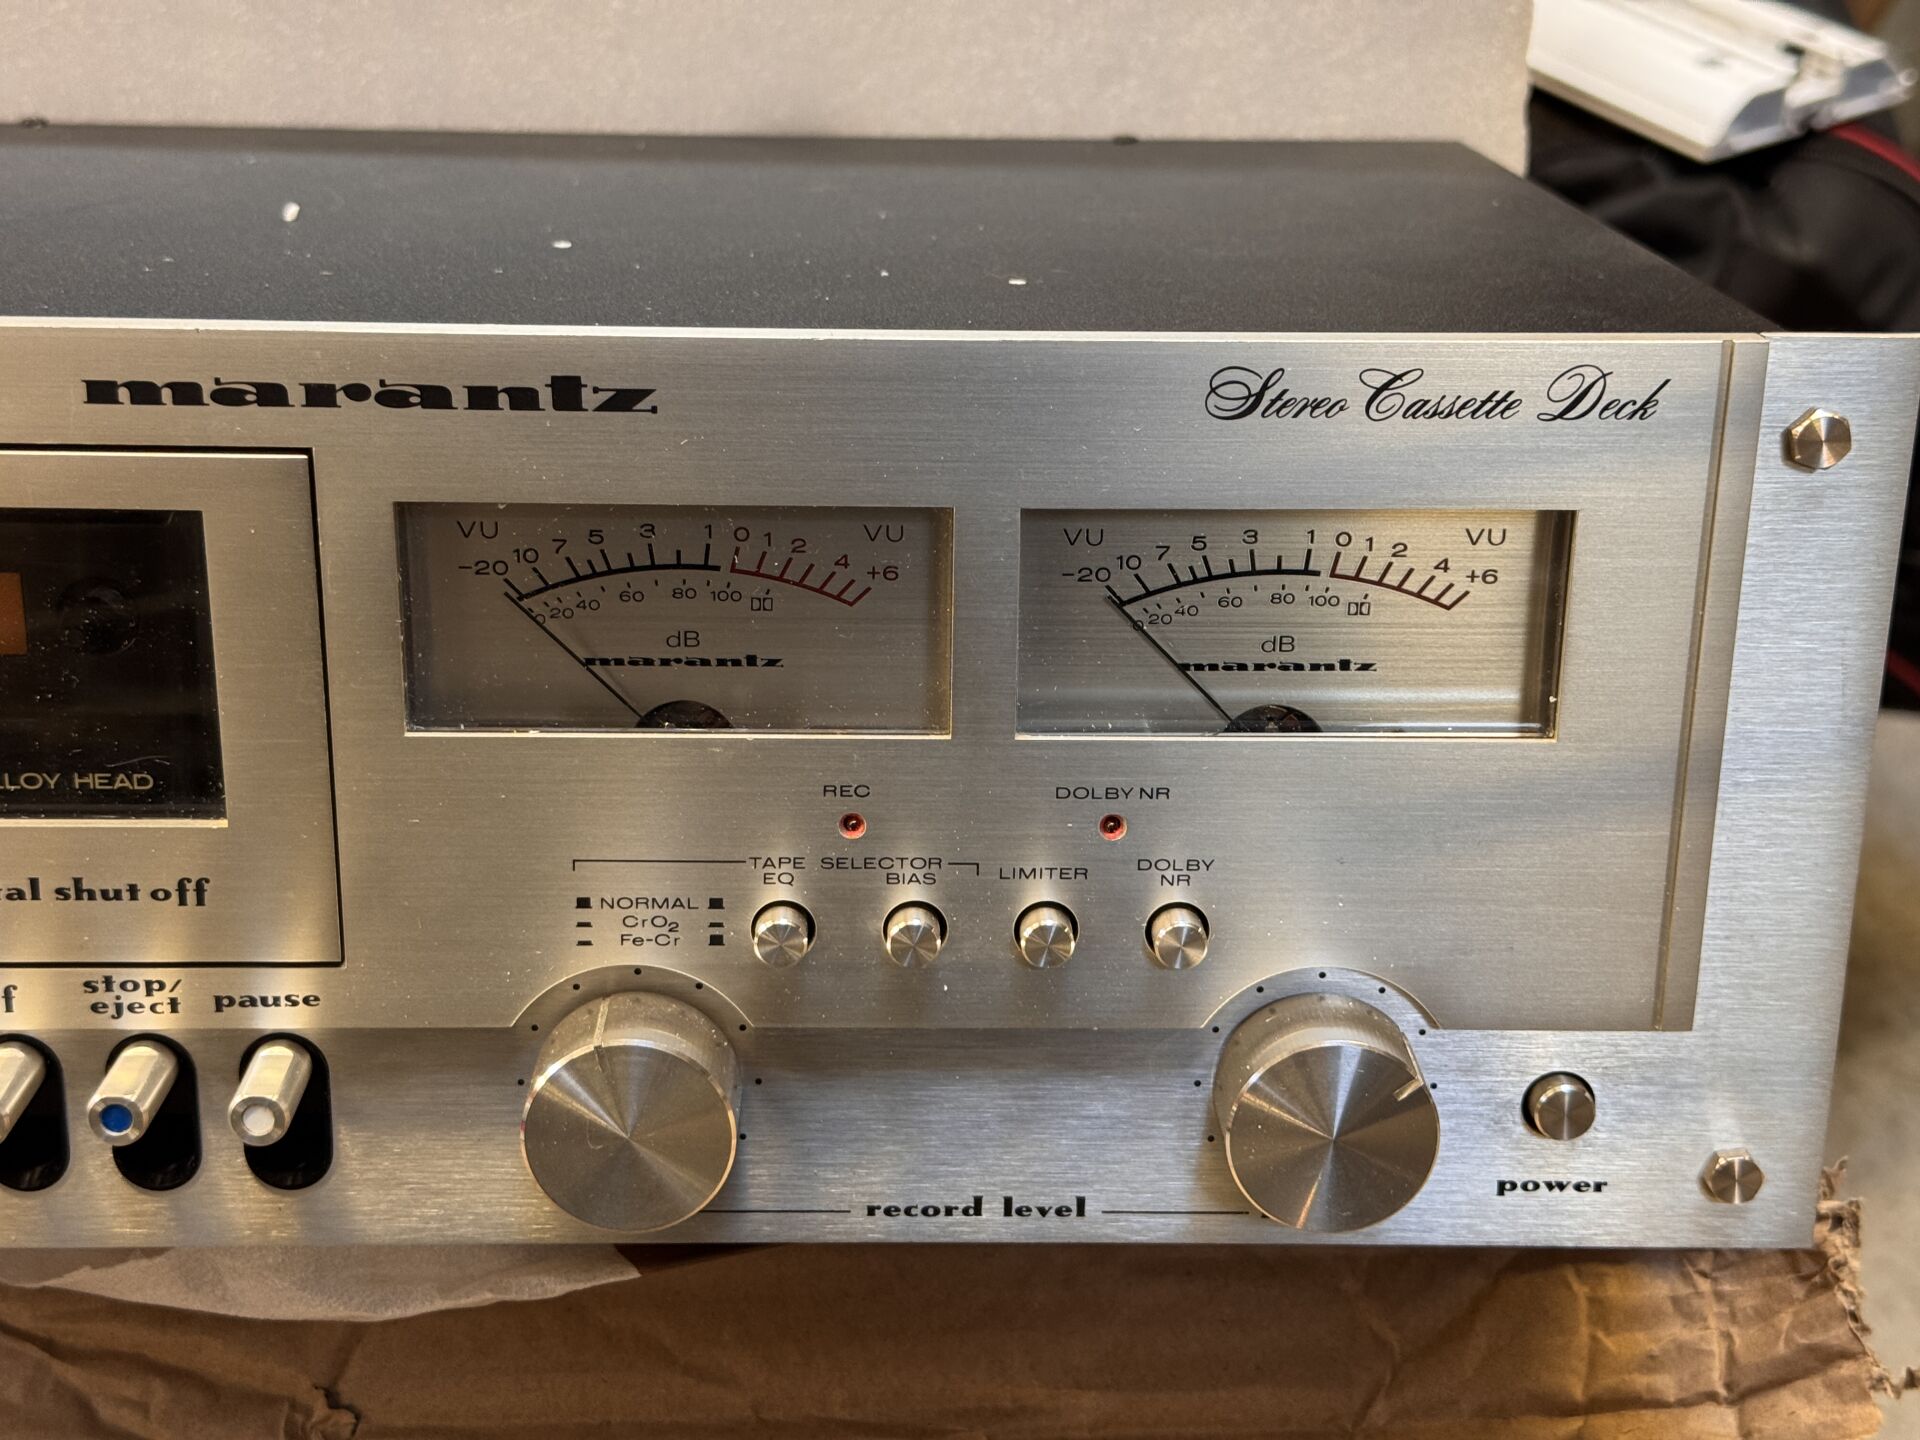 marantz
Stereo Cassette Deck
VU VU
-20 10 7 5 3 1 0 1 2 4 +6
0 20 40 60 80 100
dB
marantz
VU VU
-20 10 7 5 3 1 0 1 2 4 +6
0 20 40 60 80 100
dB
marantz
LLOY HEAD
al shut off
REC
DOLBY NR
TAPE SELECTOR
EQ BIAS
LIMITER
DOLBY
NR
NORMAL
CrO2
Fe-Cr
f
stop/
eject
pause
record level
power